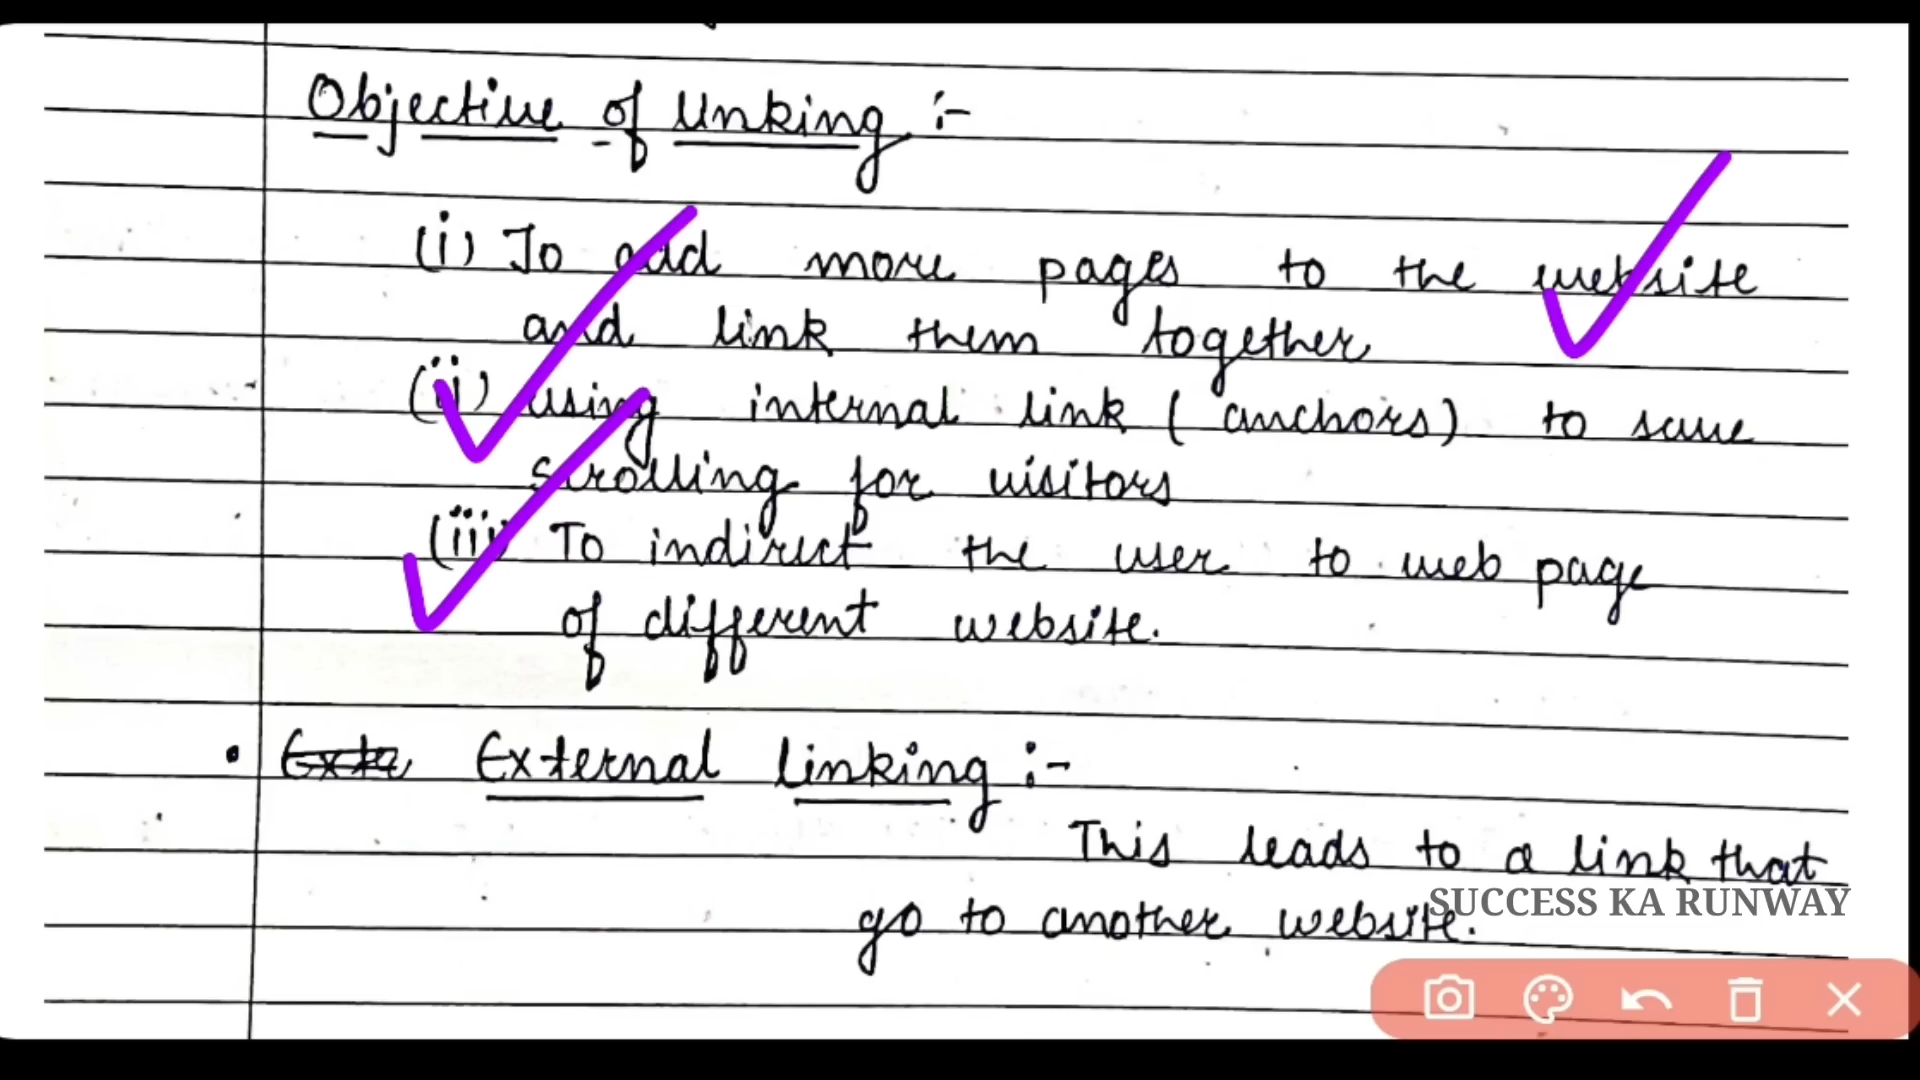 Objective of Linking :-
(i) To add more pages to the website
and link them together
(ii) using internal link ( anchors) to save
scrolling for visitors
(iii) To indirect the user to web page
of different website.
• External linking :-
This leads to a link that
SUCCESS KA RUNWAY
go to another website.